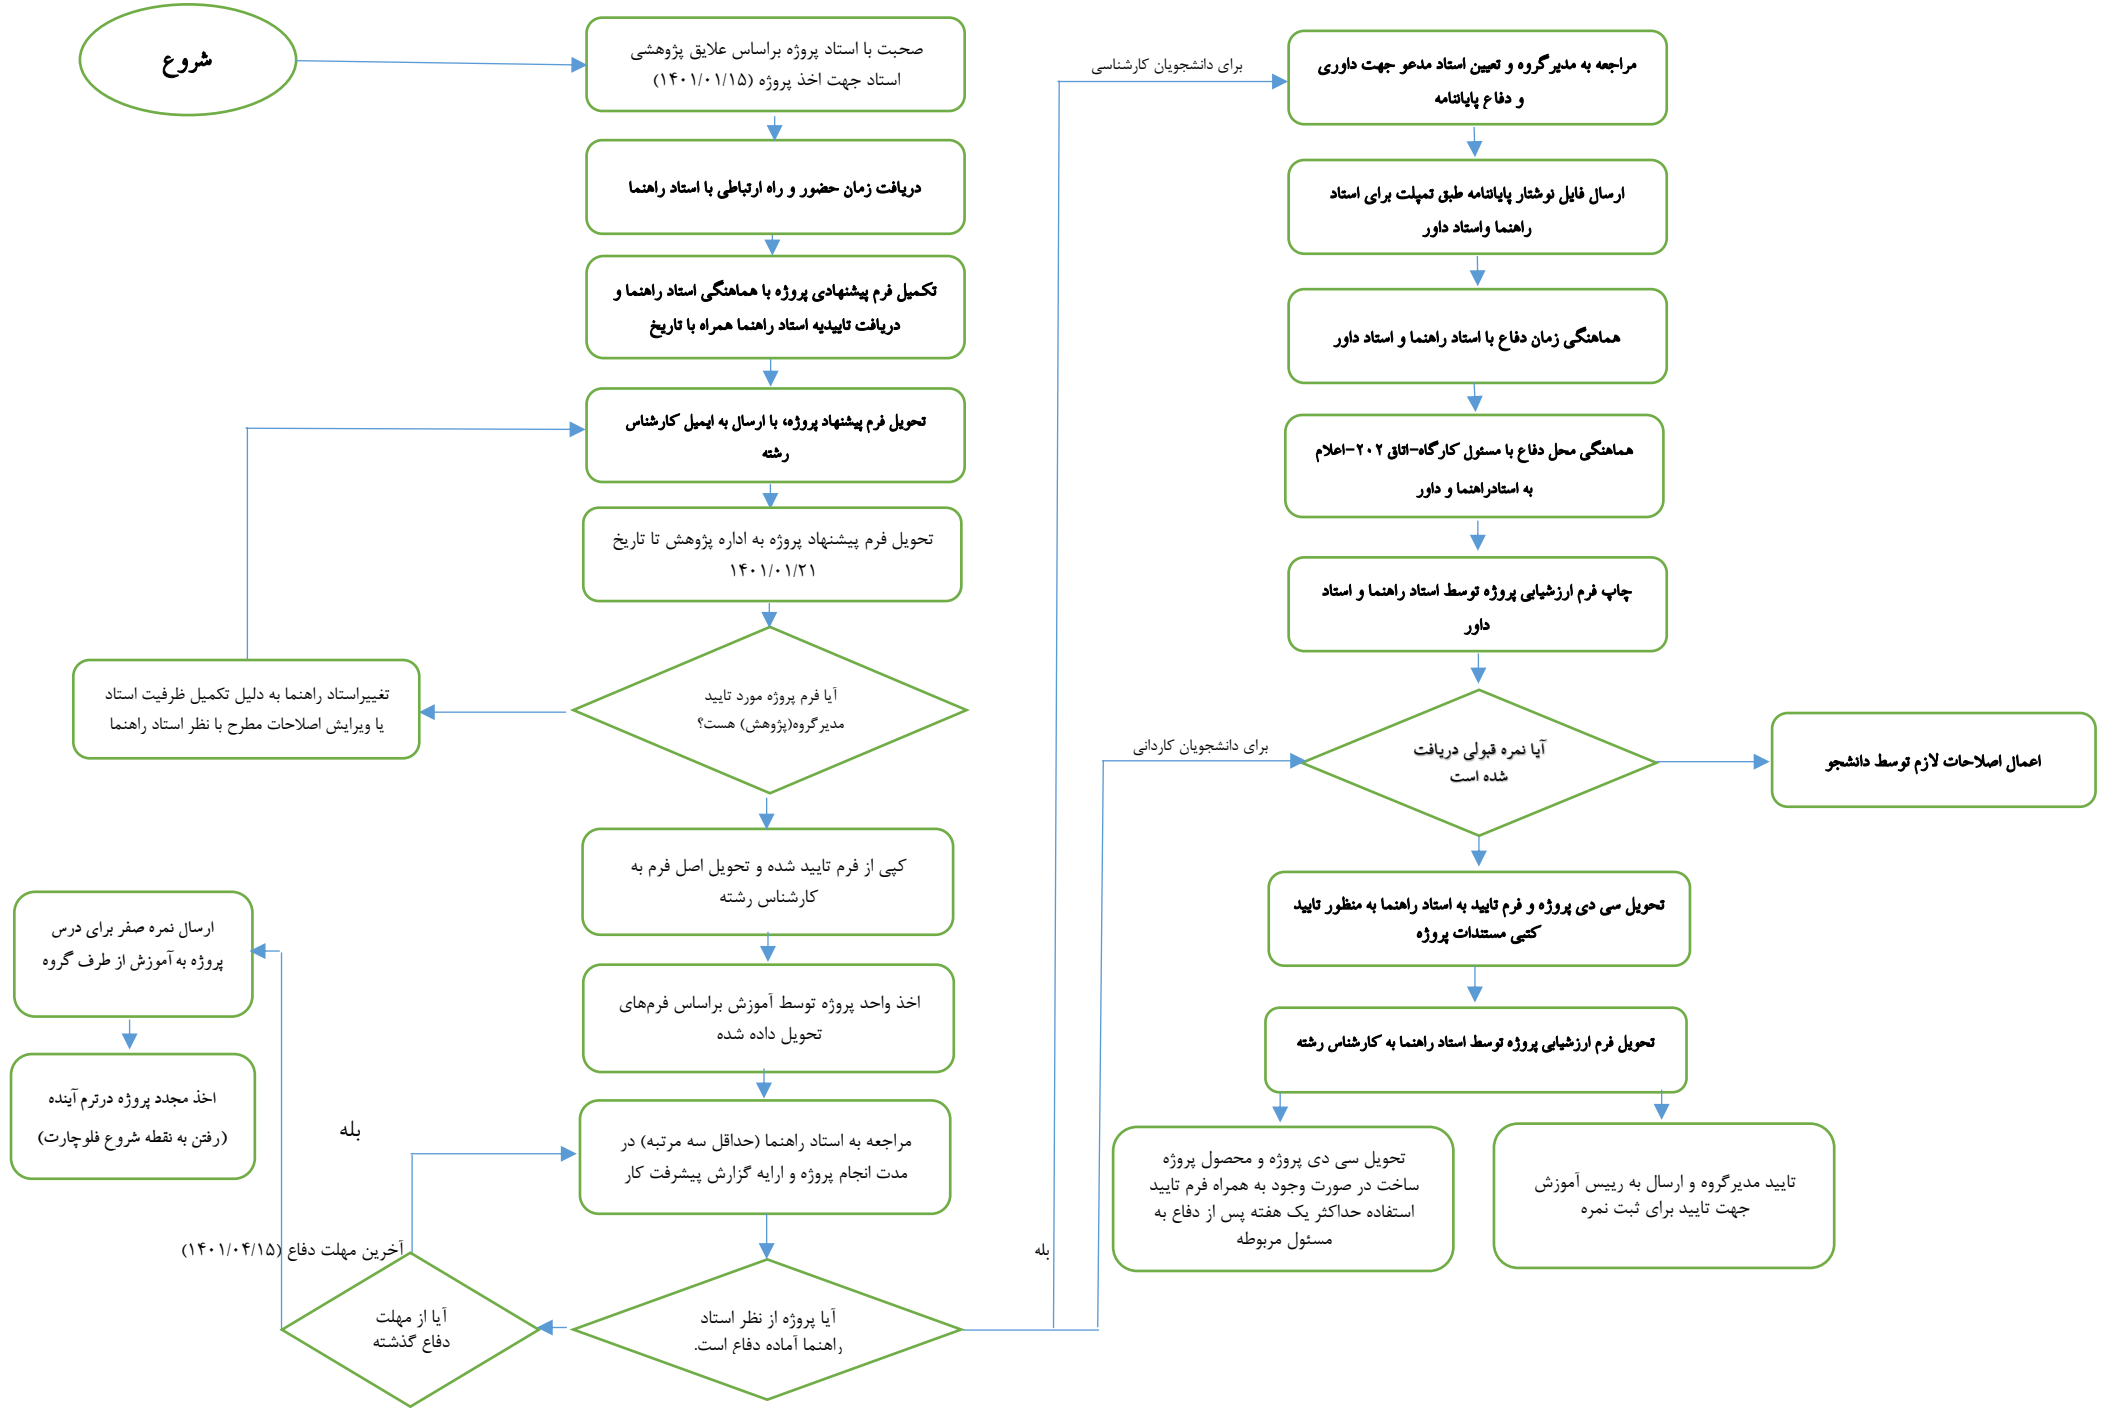 شروع
صحبت با استاد پروژه براساس علایق پژوهشی
استاد جهت اخذ پروژه (۱۴۰۱/۰۱/۱۵)
دریافت زمان حضور و راه ارتباطی با استاد راهنما
تکمیل فرم پیشنهادی پروژه با هماهنگی استاد راهنما و
دریافت تاییدیه استاد راهنما همراه با تاریخ
تحویل فرم پیشنهاد پروژه، با ارسال به ایمیل کارشناس
رشته
تحویل فرم پیشنهاد پروژه به اداره پژوهش تا تاریخ
۱۴۰۱/۰۱/۲۱
آیا فرم پروژه مورد تایید
مدیرگروه(پژوهش) هست؟
تغییراستاد راهنما به دلیل تکمیل ظرفیت استاد
یا ویرایش اصلاحات مطرح با نظر استاد راهنما
کپی از فرم تایید شده و تحویل اصل فرم به
کارشناس رشته
اخذ واحد پروژه توسط آموزش براساس فرم‌های
تحویل داده شده
مراجعه به استاد راهنما (حداقل سه مرتبه) در
مدت انجام پروژه و ارایه گزارش پیشرفت کار
آیا پروژه از نظر استاد
راهنما آماده دفاع است.
آیا از مهلت
دفاع گذشته
آخرین مهلت دفاع (۱۴۰۱/۰۴/۱۵)
بله
ارسال نمره صفر برای درس
پروژه به آموزش از طرف گروه
اخذ مجدد پروژه درترم آینده
(رفتن به نقطه شروع فلوچارت)
بله
برای دانشجویان کارشناسی
مراجعه به مدیرگروه و تعیین استاد مدعو جهت داوری
و دفاع پایاننامه
ارسال فایل نوشتار پایاننامه طبق تمپلت برای استاد
راهنما واستاد داور
هماهنگی زمان دفاع با استاد راهنما و استاد داور
هماهنگی محل دفاع با مسئول کارگاه-اتاق ۲۰۲-اعلام
به استادراهنما و داور
چاپ فرم ارزشیابی پروژه توسط استاد راهنما و استاد
داور
برای دانشجویان کاردانی
آیا نمره قبولی دریافت
شده است
اعمال اصلاحات لازم توسط دانشجو
تحویل سی دی پروژه و فرم تایید به استاد راهنما به منظور تایید
کتبی مستندات پروژه
تحویل فرم ارزشیابی پروژه توسط استاد راهنما به کارشناس رشته
تایید مدیرگروه و ارسال به رییس آموزش
جهت تایید برای ثبت نمره
تحویل سی دی پروژه و محصول پروژه
ساخت در صورت وجود به همراه فرم تایید
استفاده حداکثر یک هفته پس از دفاع به
مسئول مربوطه